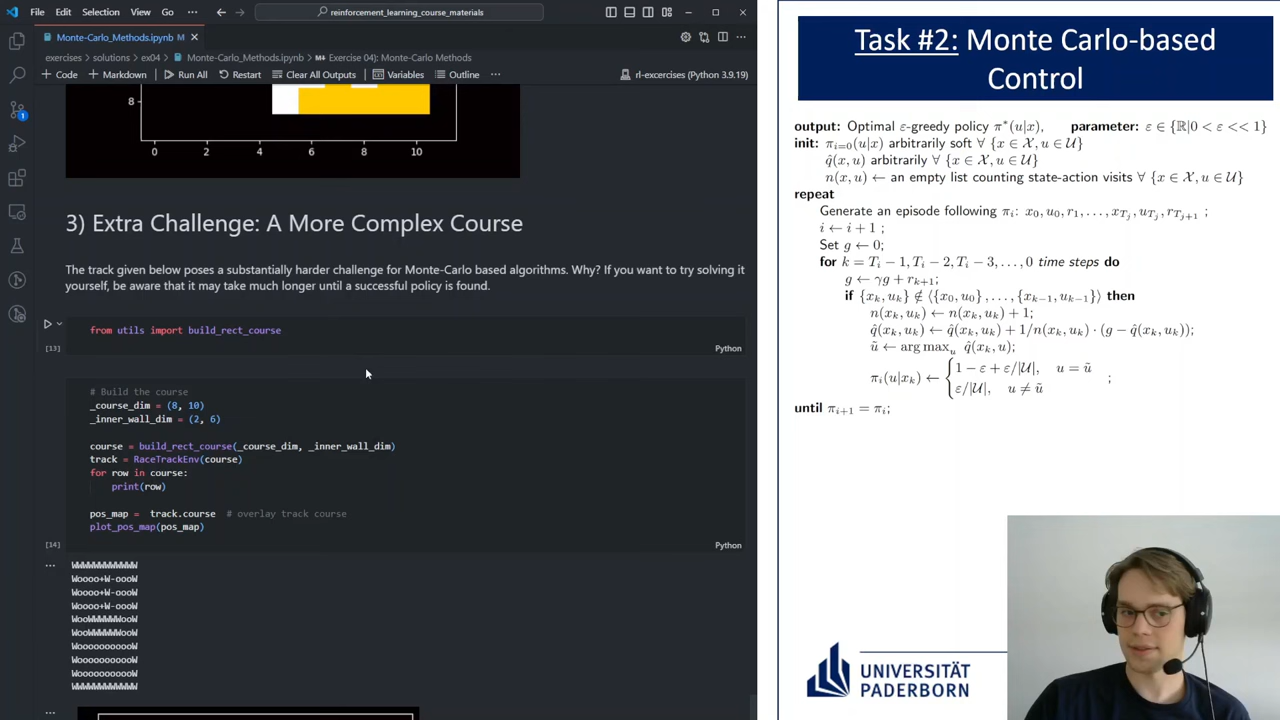 File Edit Selection View Go ··· reinforcement_learning_course_materials
Monte-Carlo_Methods.ipynb M
exercises > solutions > ex04 > Monte-Carlo_Methods.ipynb > Exercise 04): Monte-Carlo Methods
+ Code + Markdown Run All Restart Clear All Outputs Variables Outline ··· rl-excercises (Python 3.9.19)
8
0 2 4 6 8 10
3) Extra Challenge: A More Complex Course
The track given below poses a substantially harder challenge for Monte-Carlo based algorithms. Why? If you want to try solving it
yourself, be aware that it may take much longer until a successful policy is found.
from utils import build_rect_course
[13] Python
# Build the course
_course_dim = (8, 10)
_inner_wall_dim = (2, 6)
course = build_rect_course(_course_dim, _inner_wall_dim)
track = RaceTrackEnv(course)
for row in course:
print(row)
pos_map = track.course # overlay track course
plot_pos_map(pos_map)
[14] Python
WWWWWWWWWWWW
Woooo+W-oooW
Woooo+W-oooW
Woooo+W-oooW
WooWWWWWWooW
WooWWWWWWooW
WooooooooooW
WooooooooooW
WooooooooooW
WWWWWWWWWWWW
Task #2: Monte Carlo-based
Control
output: Optimal ε-greedy policy π*(u|x), parameter: ε ∈ {ℝ|0 < ε << 1}
init: π_{i=0}(u|x) arbitrarily soft ∀ {x ∈ 𝒳, u ∈ 𝒰}
q̂(x, u) arbitrarily ∀ {x ∈ 𝒳, u ∈ 𝒰}
n(x, u) ← an empty list counting state-action visits ∀ {x ∈ 𝒳, u ∈ 𝒰}
repeat
Generate an episode following π_i: x_0, u_0, r_1, . . . , x_{T_j}, u_{T_j}, r_{T_j+1} ;
i ← i + 1 ;
Set g ← 0;
for k = T_i − 1, T_i − 2, T_i − 3, . . . , 0 time steps do
g ← γg + r_{k+1};
if {x_k, u_k} ∉ ⟨{x_0, u_0} , . . . , {x_{k−1}, u_{k−1}}⟩ then
n(x_k, u_k) ← n(x_k, u_k) + 1;
q̂(x_k, u_k) ← q̂(x_k, u_k) + 1/n(x_k, u_k) · (g − q̂(x_k, u_k));
ũ ← arg max_u q̂(x_k, u);
π_i(u|x_k) ← { 1 − ε + ε/|𝒰|, u = ũ
ε/|𝒰|, u ≠ ũ ;
until π_{i+1} = π_i;
UNIVERSITÄT
PADERBORN